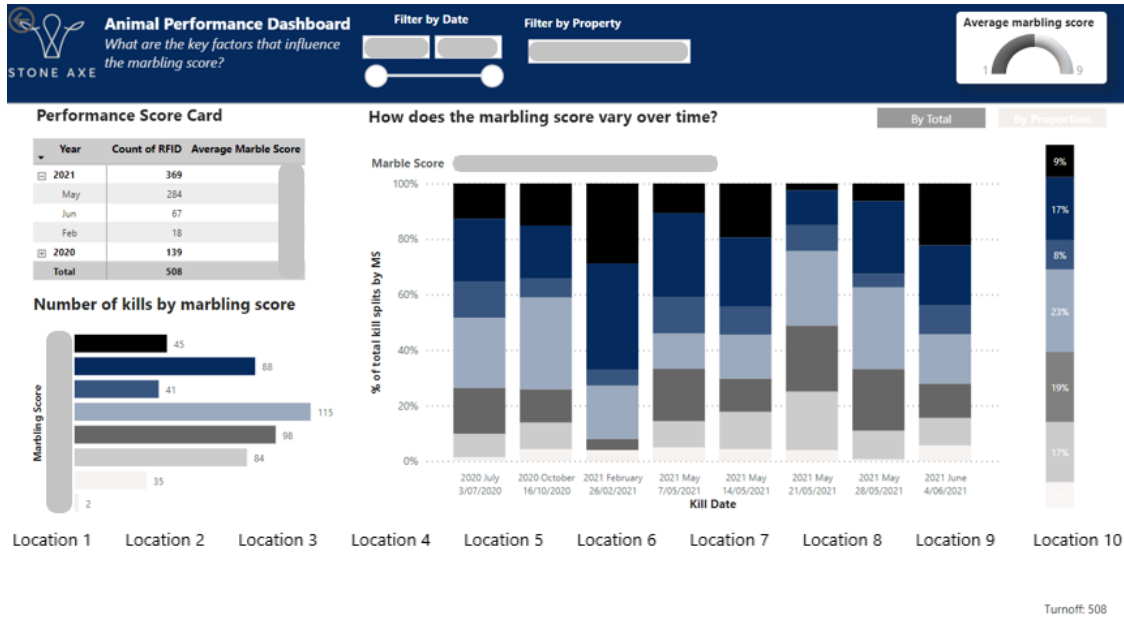 STONE AXE
Animal Performance Dashboard
What are the key factors that influence
the marbling score?
Filter by Date
Filter by Property
Average marbling score
1 9
Performance Score Card
Year Count of RFID Average Marble Score
2021 369
May 284
Jun 67
Feb 18
2020 139
Total 508
Number of kills by marbling score
Marbling Score
45
88
41
115
98
84
35
2
How does the marbling score vary over time?
By Total
By Proportion
Marble Score
% of total kill splits by MS
100%
80%
60%
40%
20%
0%
2020 July 2020 October 2021 February 2021 May 2021 May 2021 May 2021 May 2021 June
3/07/2020 16/10/2020 26/02/2021 7/05/2021 14/05/2021 21/05/2021 28/05/2021 4/06/2021
Kill Date
9%
17%
8%
23%
19%
17%
Location 1 Location 2 Location 3 Location 4 Location 5 Location 6 Location 7 Location 8 Location 9 Location 10
Turnoff: 508